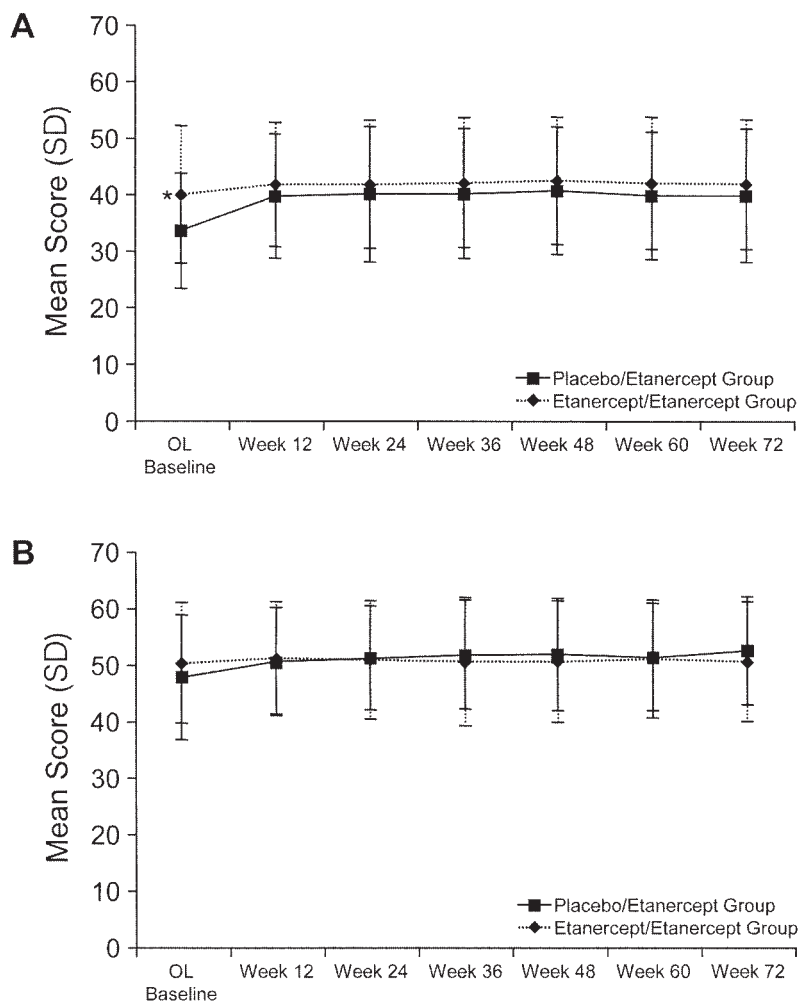 A
Mean Score (SD)
70
60
50
40
30
20
10
0
*
Placebo/Etanercept Group
Etanercept/Etanercept Group
OL Baseline
Week 12
Week 24
Week 36
Week 48
Week 60
Week 72
B
Mean Score (SD)
70
60
50
40
30
20
10
0
Placebo/Etanercept Group
Etanercept/Etanercept Group
OL Baseline
Week 12
Week 24
Week 36
Week 48
Week 60
Week 72